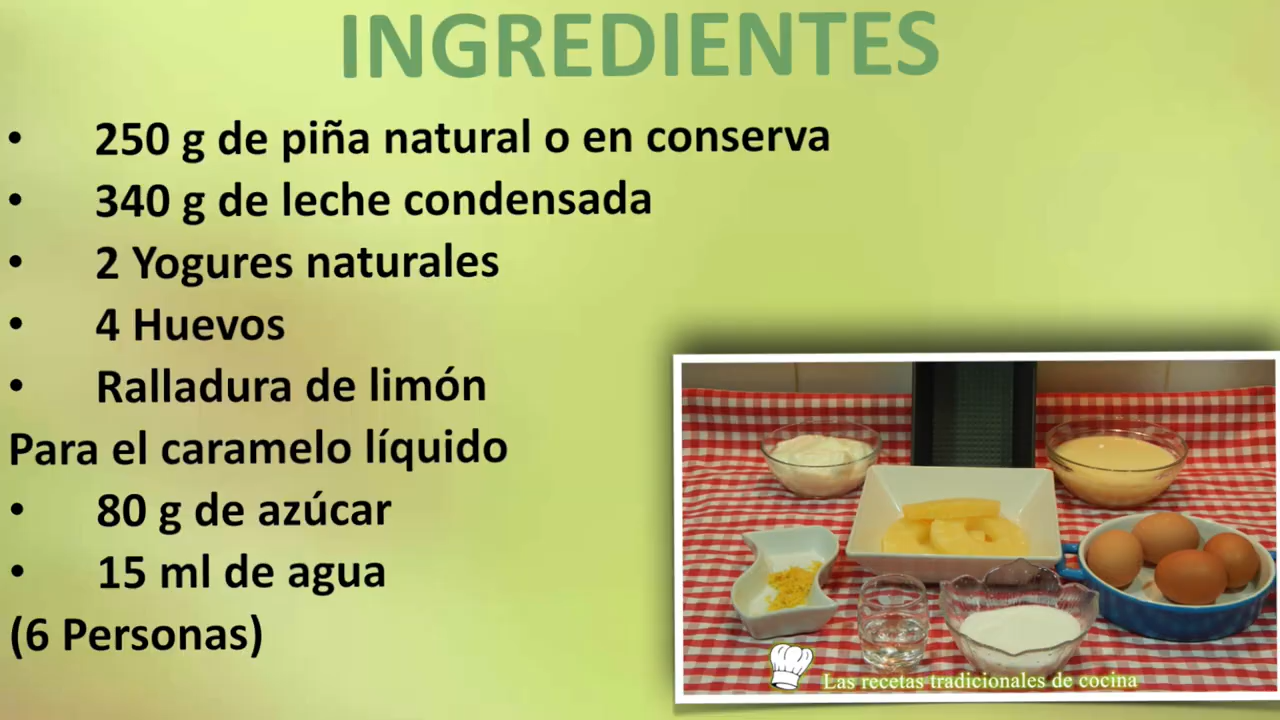 INGREDIENTES
• 250 g de piña natural o en conserva
• 340 g de leche condensada
• 2 Yogures naturales
• 4 Huevos
• Ralladura de limón
Para el caramelo líquido
• 80 g de azúcar
• 15 ml de agua
(6 Personas)
Las recetas tradicionales de cocina